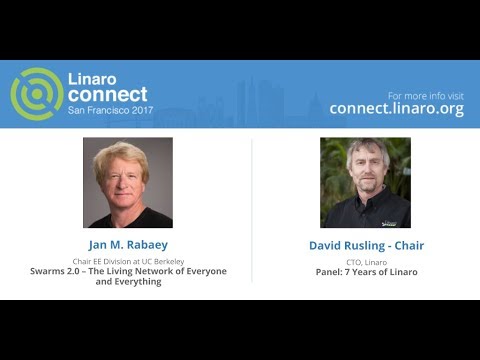 Linaro
connect
San Francisco 2017
For more info visit
connect.linaro.org
Jan M. Rabaey
Chair EE Division at UC Berkeley
Swarms 2.0 – The Living Network of Everyone
and Everything
David Rusling - Chair
CTO, Linaro
Panel: 7 Years of Linaro